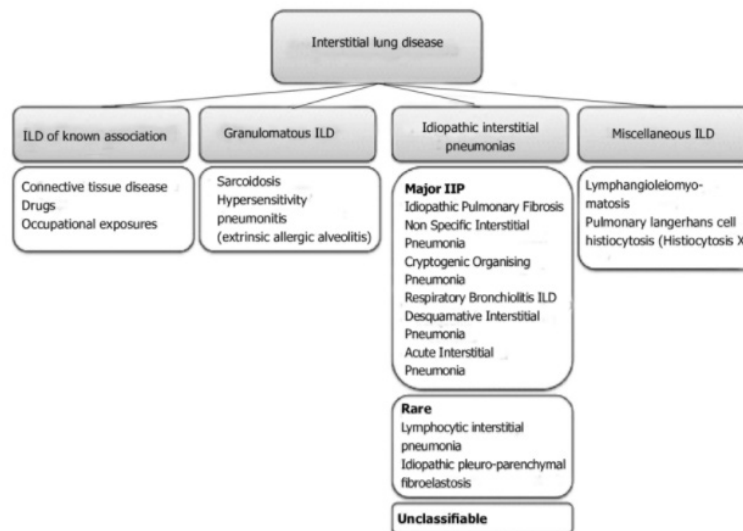 Interstitial lung disease
ILD of known association
Connective tissue disease
Drugs
Occupational exposures
Granulomatous ILD
Sarcoidosis
Hypersensitivity
pneumonitis
(extrinsic allergic alveolitis)
Idiopathic interstitial
pneumonias
Major IIP
Idiopathic Pulmonary Fibrosis
Non Specific Interstitial
Pneumonia
Cryptogenic Organising
Pneumonia
Respiratory Bronchiolitis ILD
Desquamative Interstitial
Pneumonia
Acute Interstitial
Pneumonia
Rare
Lymphocytic interstitial
pneumonia
Idiopathic pleuro-parenchymal
fibroelastosis
Unclassifiable
Miscellaneous ILD
Lymphangioleiomyo-
matosis
Pulmonary langerhans cell
histiocytosis (Histiocytosis X